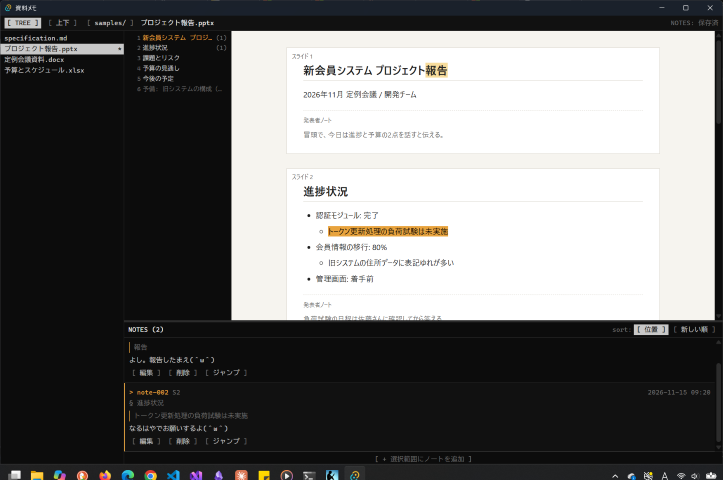 資料メモ
[ TREE ] [ 上下 ] [ samples/ ] プロジェクト報告.pptx
NOTES: 保存済
specification.md
プロジェクト報告.pptx *
定例会議資料.docx
予算とスケジュール.xlsx
1 新会員システム プロジ… (1)
2 進捗状況 (1)
3 課題とリスク
4 予算の見通し
5 今後の予定
6 予備: 旧システムの構成 (…
スライド 1
新会員システム プロジェクト報告
2026年11月 定例会議 / 開発チーム
発表者ノート
冒頭で、今日は進捗と予算の2点を話すと伝える。
スライド 2
進捗状況
• 認証モジュール: 完了
○ トークン更新処理の負荷試験は未実施
• 会員情報の移行: 80%
○ 旧システムの住所データに表記ゆれが多い
• 管理画面: 着手前
発表者ノート
NOTES (2)
sort: [ 位置 ] [ 新しい順 ]
報告
よし。報告したまえ(｀ω´)
[ 編集 ] [ 削除 ] [ ジャンプ ]
> note-002 S2
2026-11-15 09:20
§ 進捗状況
トークン更新処理の負荷試験は未実施
なるはやでお願いするよ(｀ω´)
[ 編集 ] [ 削除 ] [ ジャンプ ]
[ + 選択範囲にノートを追加 ]
A